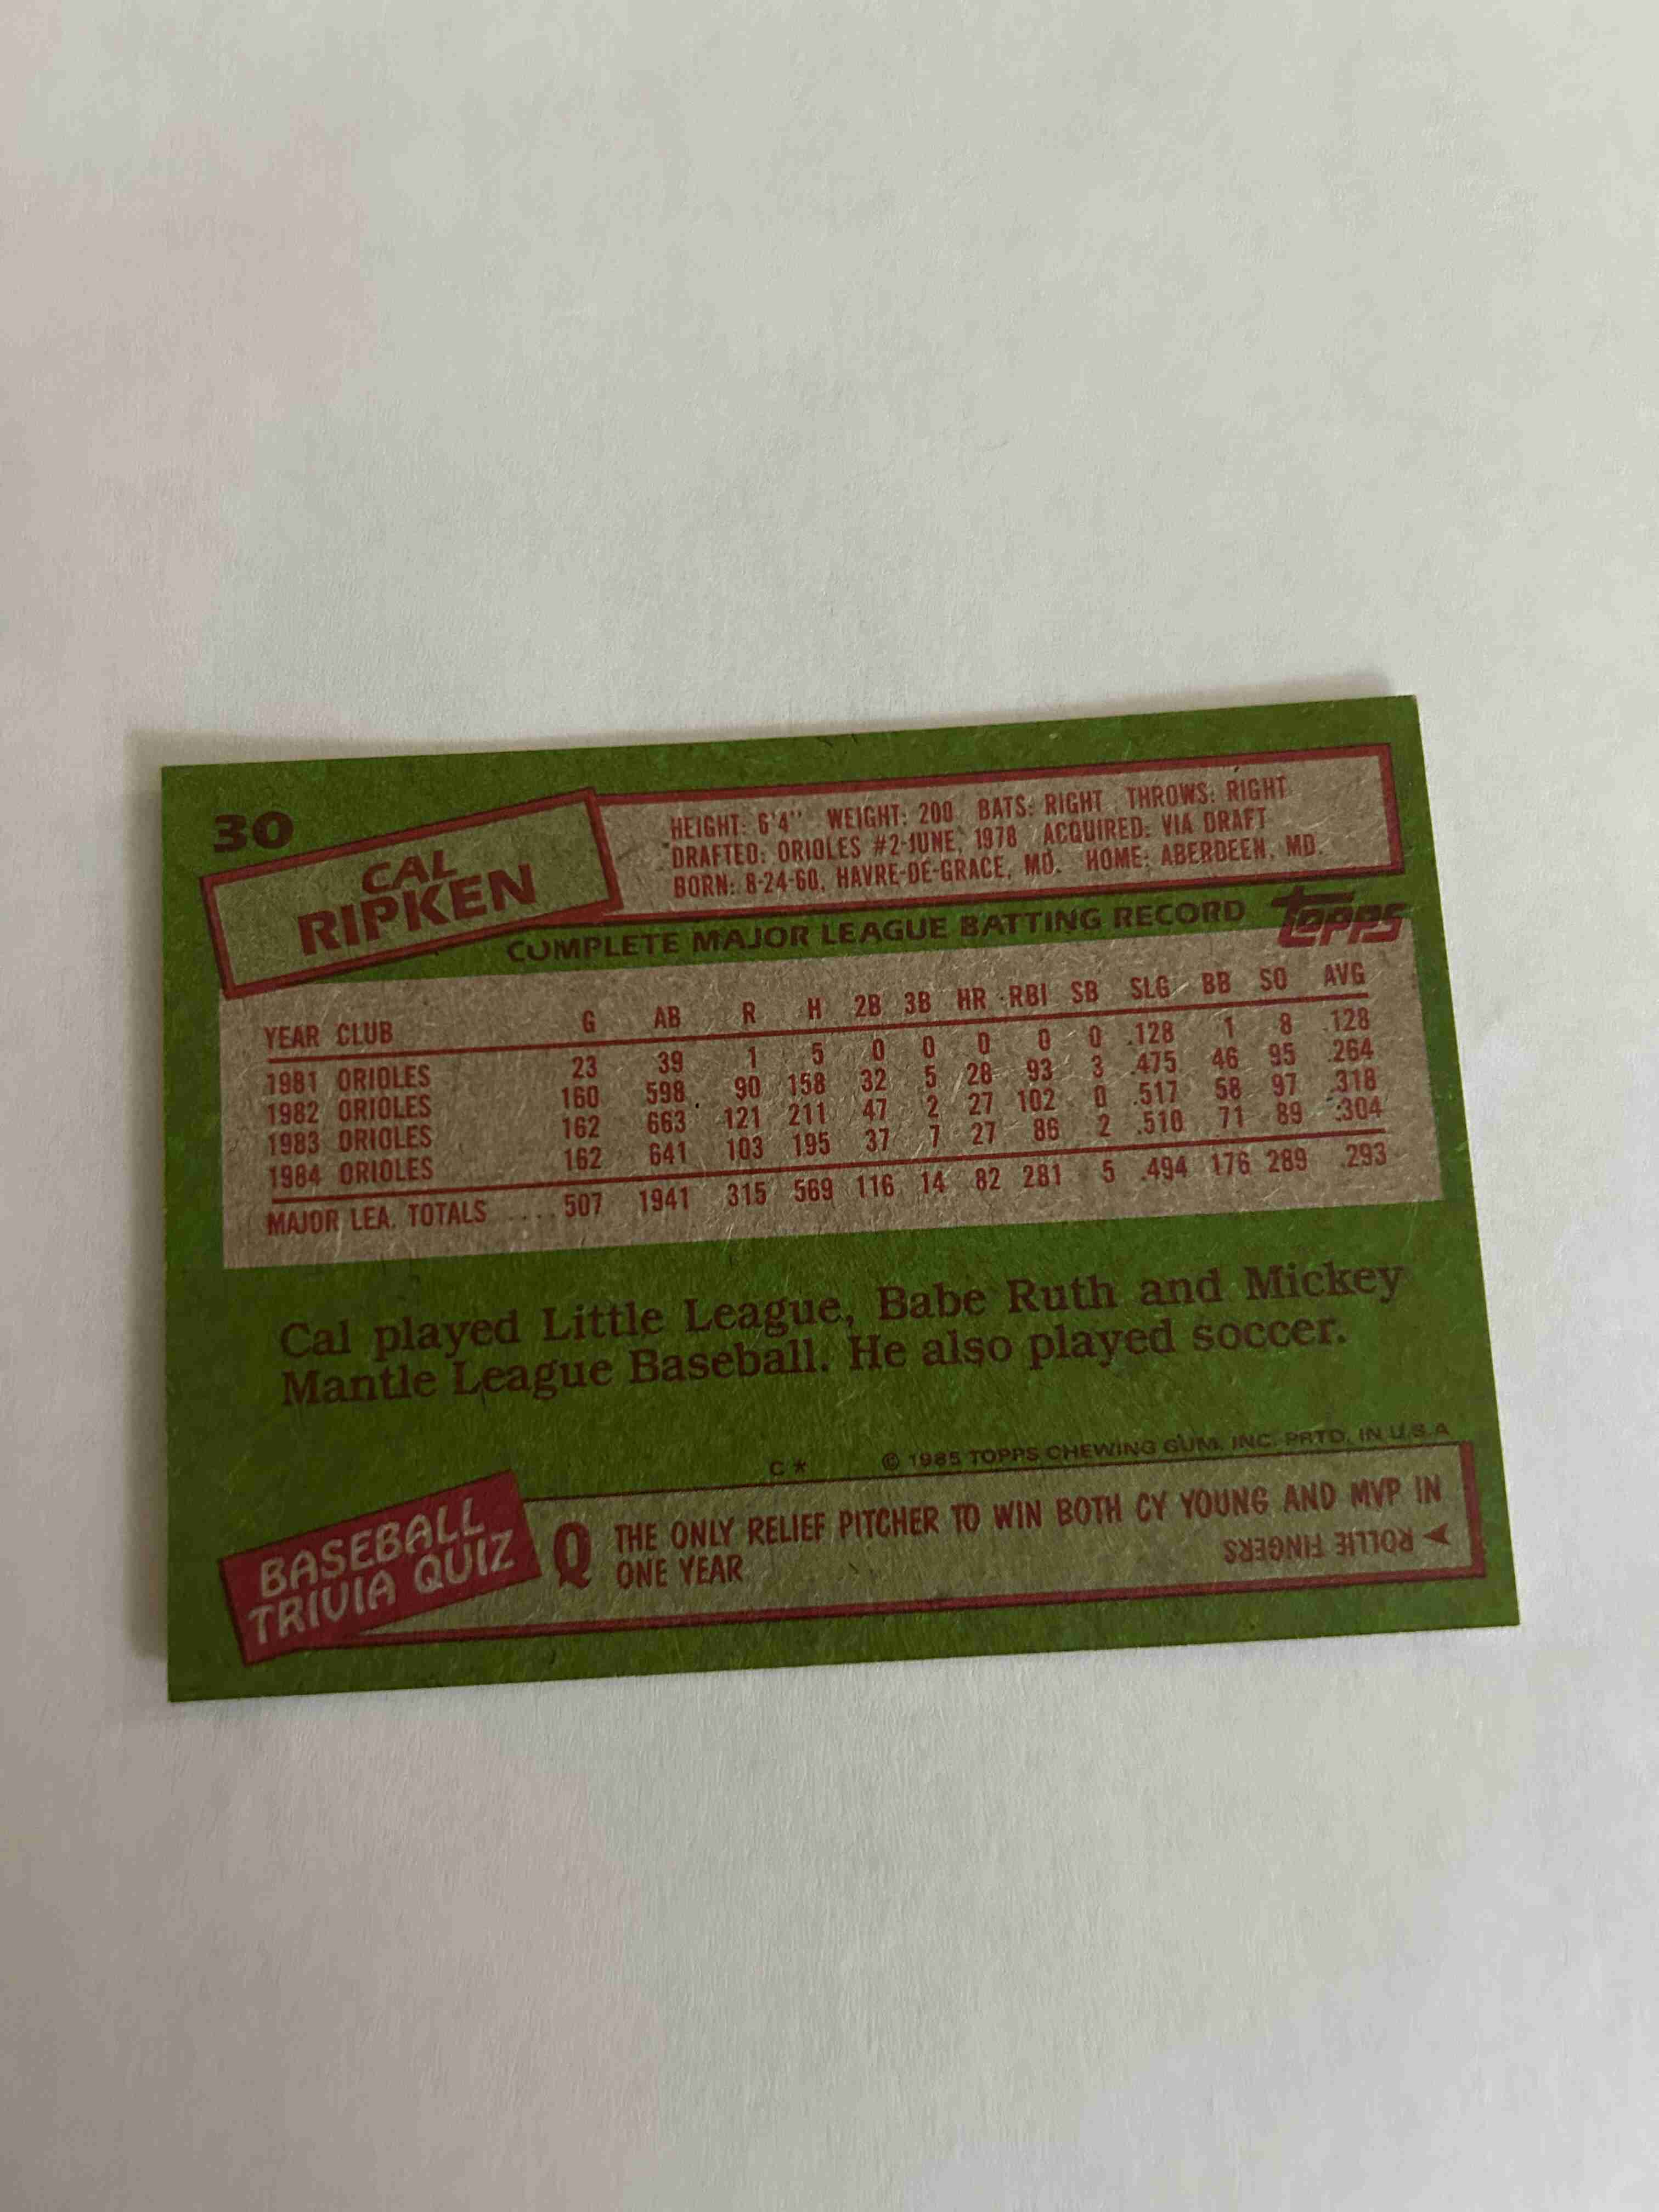 30
CAL
RIPKEN
HEIGHT: 6'4" WEIGHT: 200 BATS: RIGHT THROWS: RIGHT
DRAFTED: ORIOLES #2-JUNE, 1978 ACQUIRED: VIA DRAFT
BORN: 8-24-60, HAVRE-DE-GRACE, MD. HOME: ABERDEEN, MD.
COMPLETE MAJOR LEAGUE BATTING RECORD
topps
YEAR CLUB G AB R H 2B 3B HR RBI SB SLG BB SO AVG
1981 ORIOLES 23 39 1 5 0 0 0 0 0 .128 1 8 .128
1982 ORIOLES 160 598 90 158 32 5 28 93 3 .475 46 95 .264
1983 ORIOLES 162 663 121 211 47 2 27 102 0 .517 58 97 .318
1984 ORIOLES 162 641 103 195 37 7 27 86 2 .510 71 89 .304
MAJOR LEA. TOTALS .... 507 1941 315 569 116 14 82 281 5 .494 176 289 .293
Cal played Little League, Babe Ruth and Mickey
Mantle League Baseball. He also played soccer.
C* © 1985 TOPPS CHEWING GUM, INC. PRTD. IN U.S.A.
BASEBALL
TRIVIA QUIZ
Q THE ONLY RELIEF PITCHER TO WIN BOTH CY YOUNG AND MVP IN
ONE YEAR
ROLLIE FINGERS